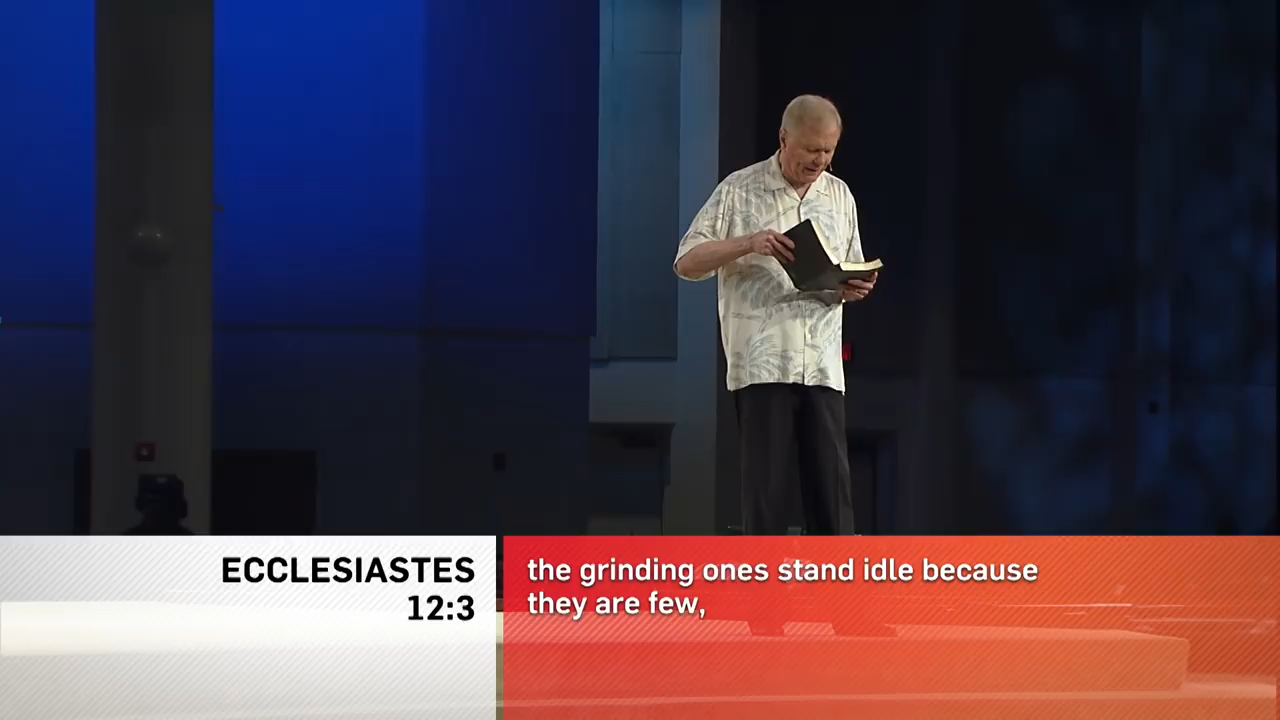 ECCLESIASTES
12:3
the grinding ones stand idle because
they are few,